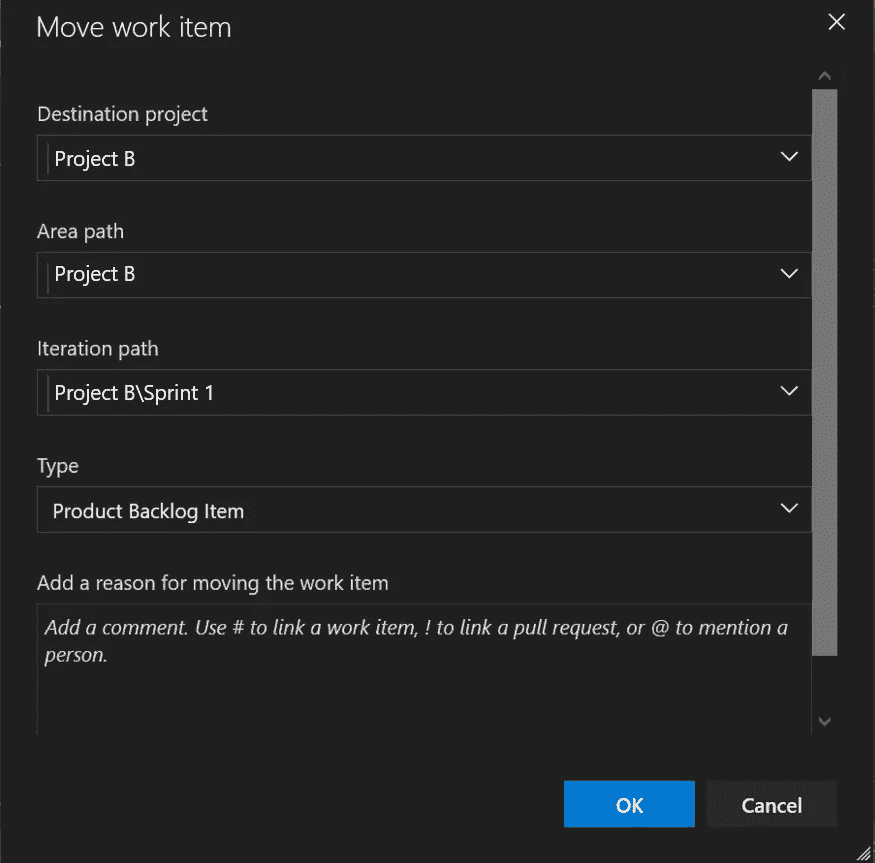 Move work item
Destination project
Project B
Area path
Project B
Iteration path
Project B\Sprint 1
Type
Product Backlog Item
Add a reason for moving the work item
Add a comment. Use # to link a work item, ! to link a pull request, or @ to mention a
person.
OK
Cancel